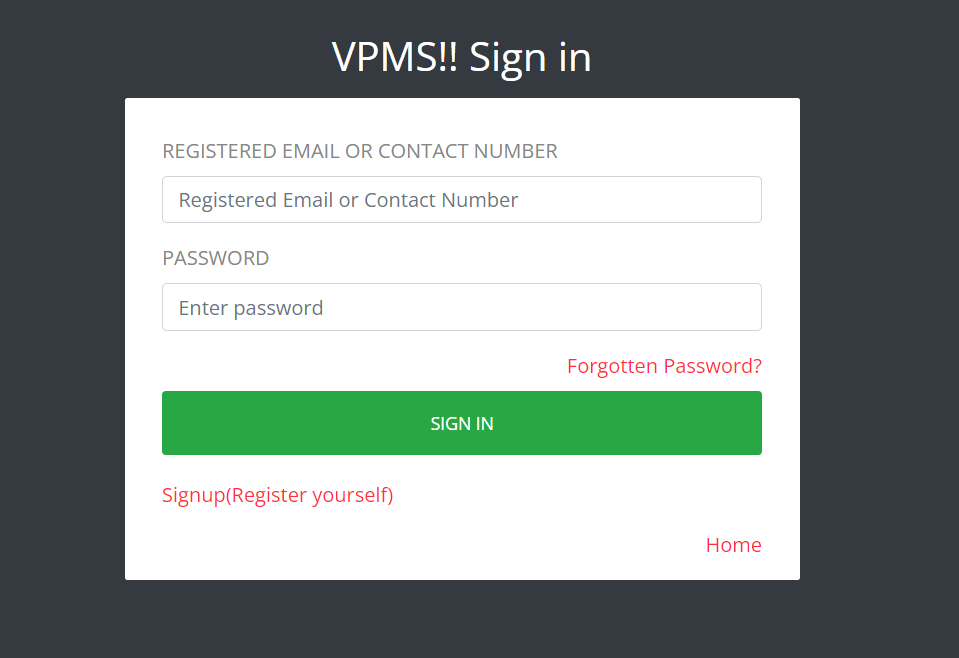 VPMS!! Sign in
REGISTERED EMAIL OR CONTACT NUMBER
Registered Email or Contact Number
PASSWORD
Enter password
Forgotten Password?
SIGN IN
Signup(Register yourself)
Home